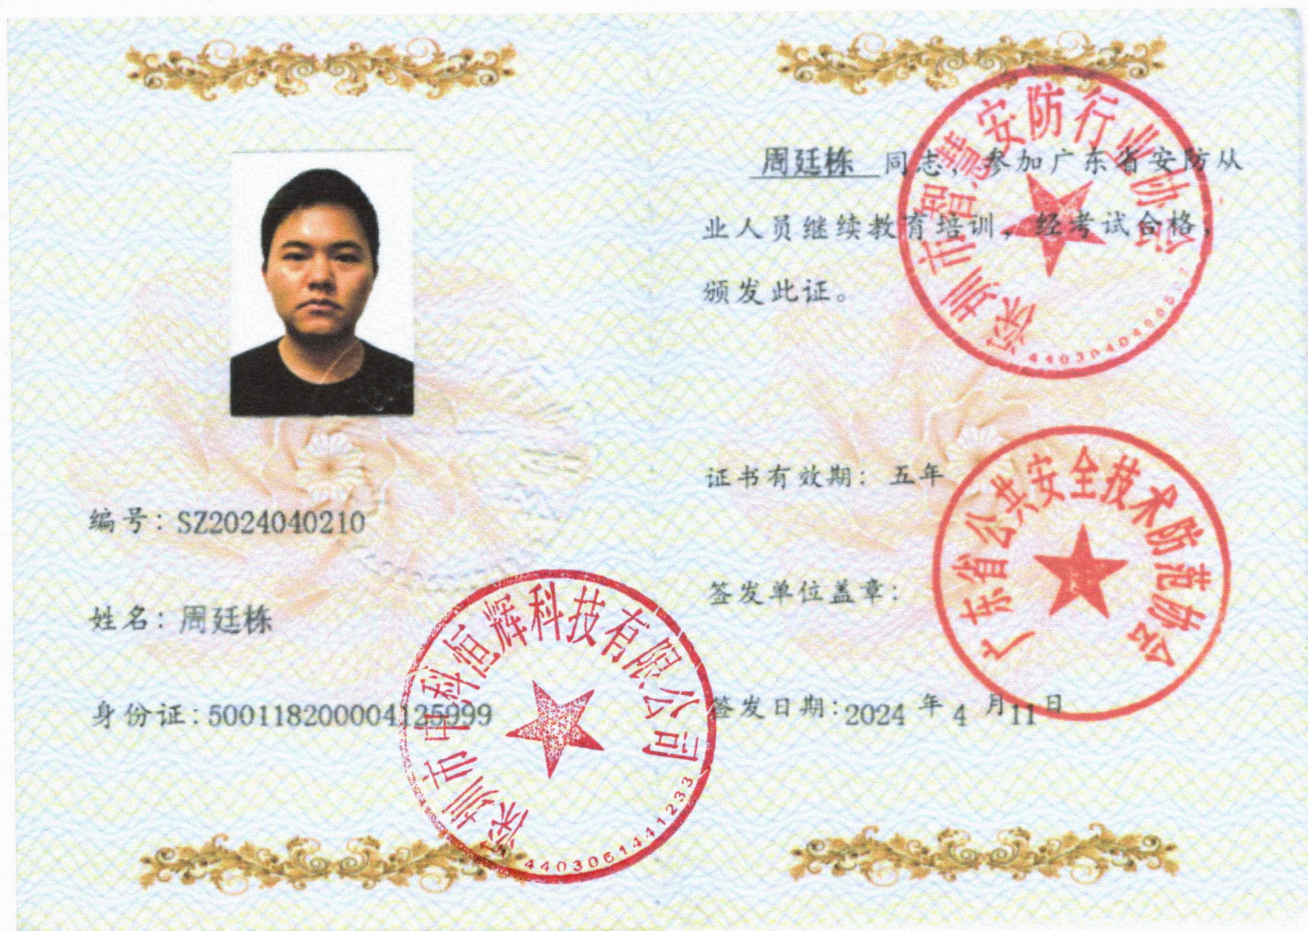 编号：SZ2024040210
姓名：周廷栋
身份证：500118200004125999
深圳市中科恒辉科技有限公司
4403061441233
周廷栋 同志，参加广东省安防从
业人员继续教育培训，经考试合格，
颁发此证。
深圳市智慧安防行业协会
证书有效期：五年
签发单位盖章：
广东省公共安全技术防范协会
签发日期：2024 年 4 月11日